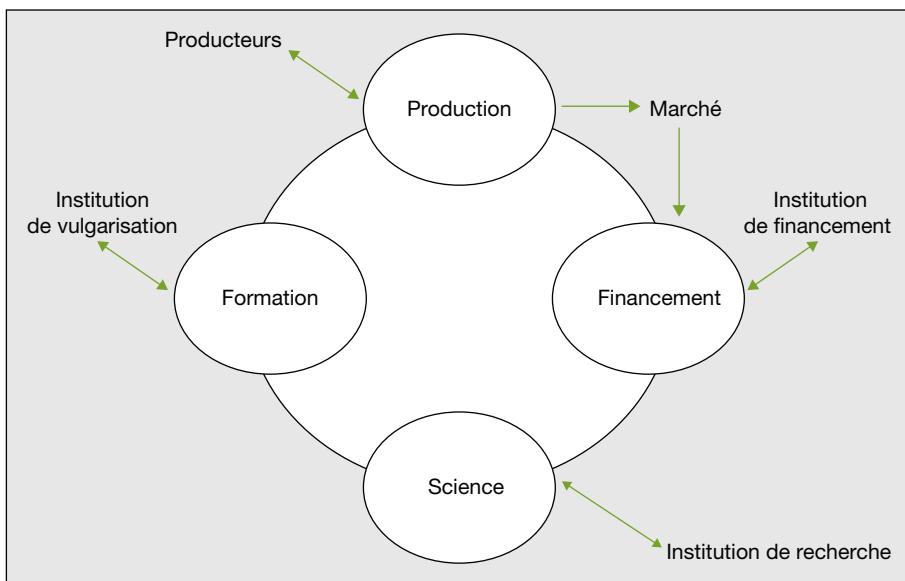 Producteurs
Production
Marché
Institution
de vulgarisation
Institution
de financement
Formation
Financement
Science
Institution de recherche